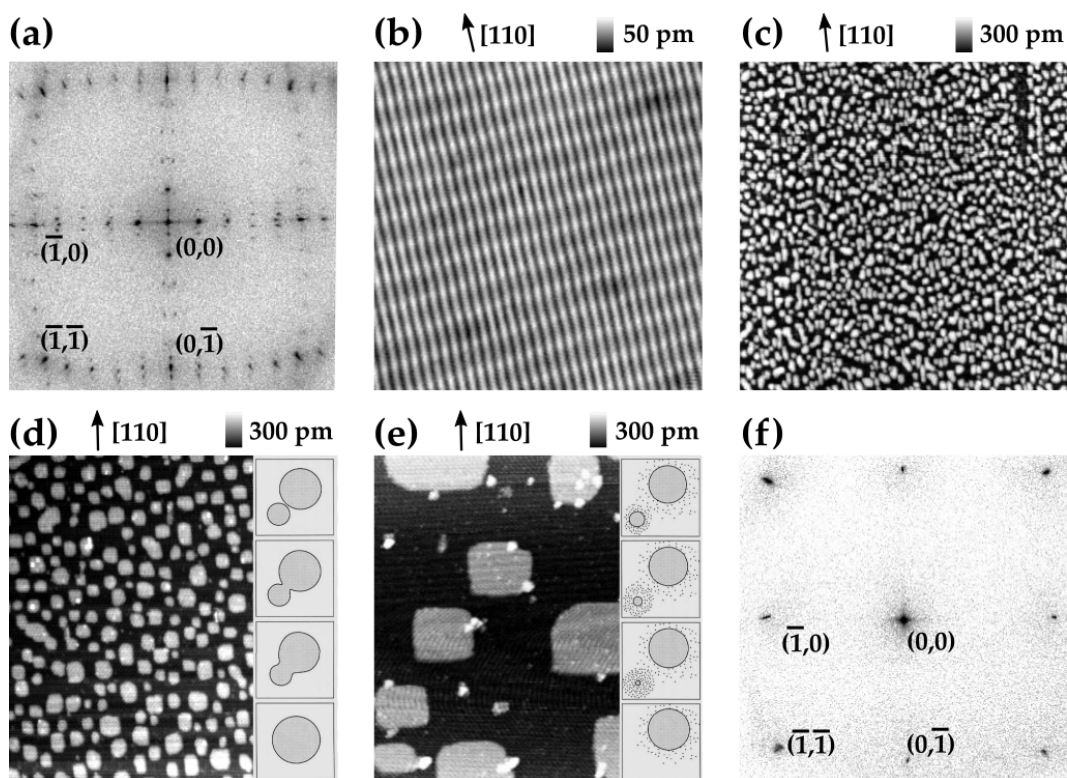 (a)
(b) [110] 50 pm
(c) [110] 300 pm
(1̅,0) (0,0)
(1̅,1̅) (0,1̅)
(d) [110] 300 pm
(e) [110] 300 pm
(f)
(1̅,0) (0,0)
(1̅,1̅) (0,1̅)